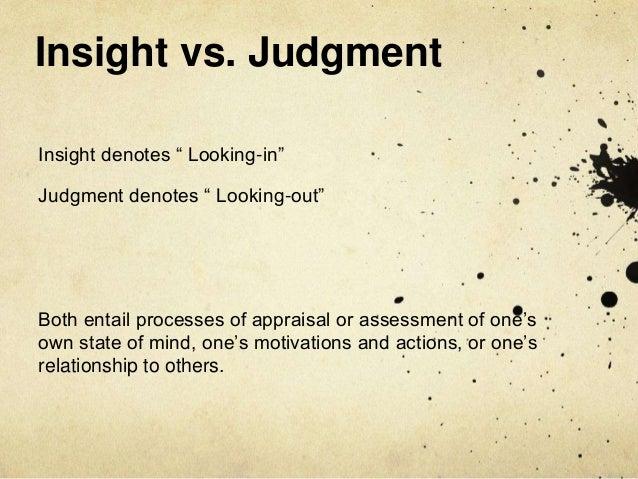 Insight vs. Judgment
Insight denotes “ Looking-in”
Judgment denotes “ Looking-out”
Both entail processes of appraisal or assessment of one’s
own state of mind, one’s motivations and actions, or one’s
relationship to others.